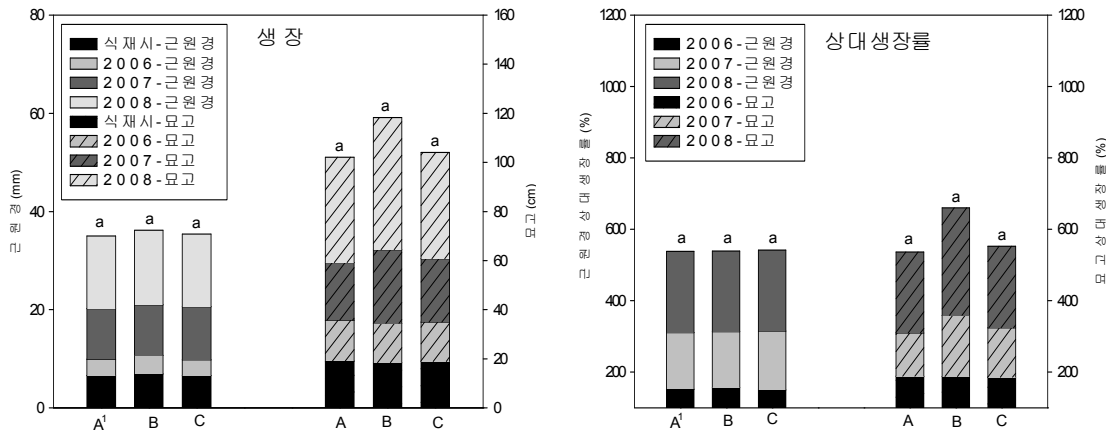 생 장
식재시-근원경
2006-근원경
2007-근원경
2008-근원경
식재시-묘고
2006-묘고
2007-묘고
2008-묘고
근원경 (mm)
80
60
40
20
0
a a a
a a a
A1 B C
A B C
160
140
120
100
80
60
40
20
0
묘고 (cm)
상대생장률
2006-근원경
2007-근원경
2008-근원경
2006-묘고
2007-묘고
2008-묘고
근원경상대생장률 (%)
1200
1000
800
600
400
200
a a a
a a a
A1 B C
A B C
1200
1000
800
600
400
200
묘고상대생장률 (%)